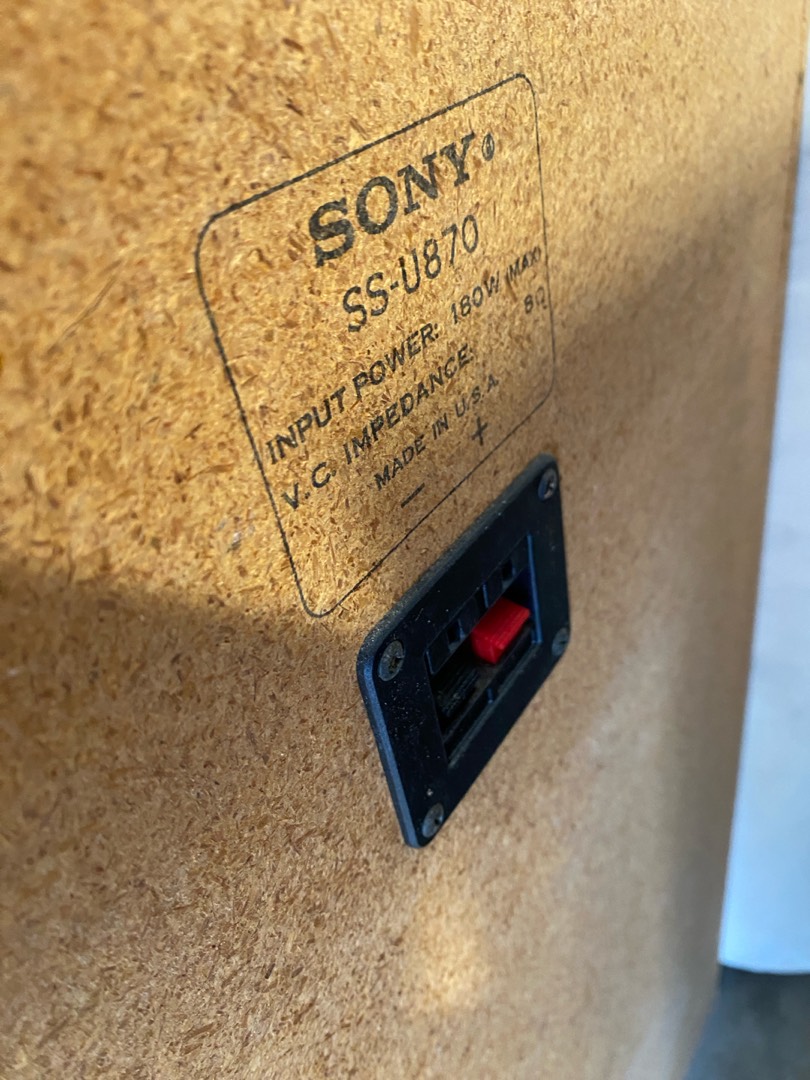 SONY®
SS-U870
INPUT POWER: 180W (MAX)
V.C. IMPEDANCE: 8Ω
MADE IN U.S.A.
− +